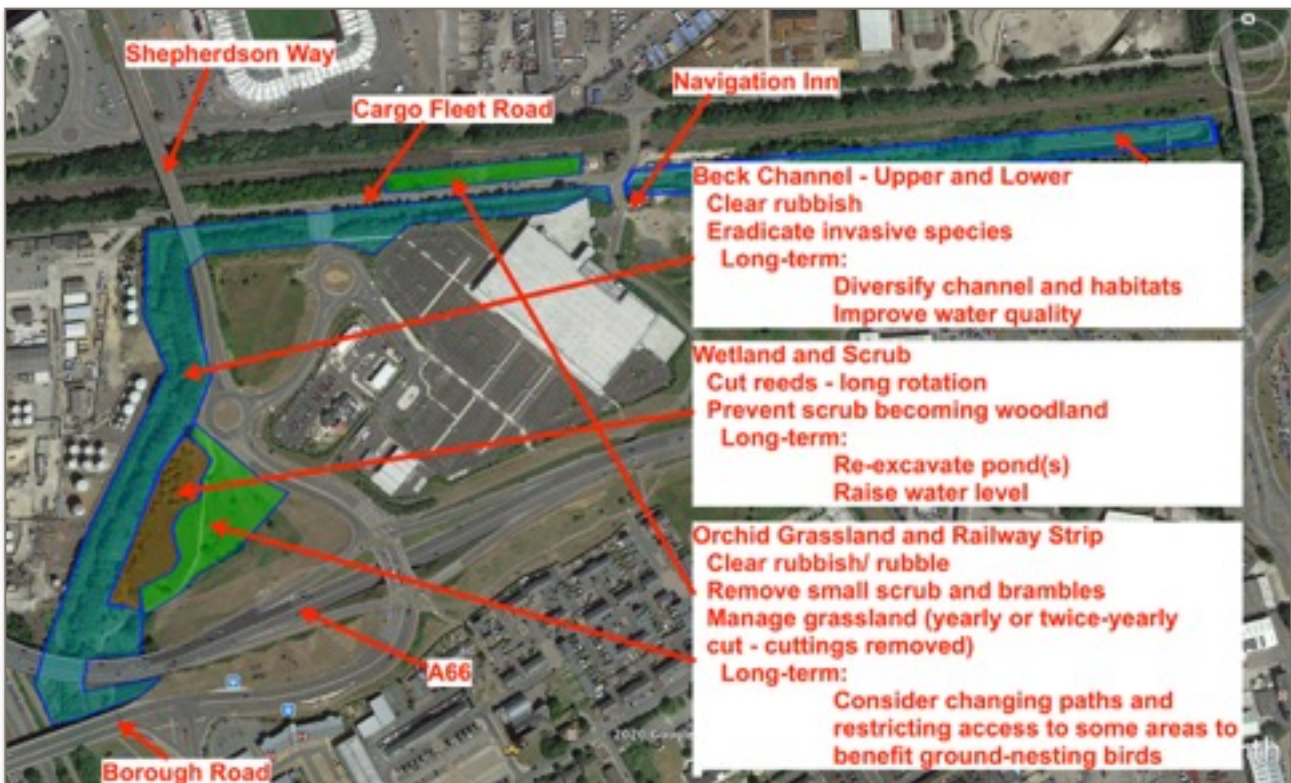 Shepherdson Way
Cargo Fleet Road
Navigation Inn
Beck Channel - Upper and Lower
Clear rubbish
Eradicate invasive species
Long-term:
Diversify channel and habitats
Improve water quality
Wetland and Scrub
Cut reeds - long rotation
Prevent scrub becoming woodland
Long-term:
Re-excavate pond(s)
Raise water level
Orchid Grassland and Railway Strip
Clear rubbish/ rubble
Remove small scrub and brambles
Manage grassland (yearly or twice-yearly
cut - cuttings removed)
Long-term:
Consider changing paths and
restricting access to some areas to
benefit ground-nesting birds
A66
Borough Road
2020 Google